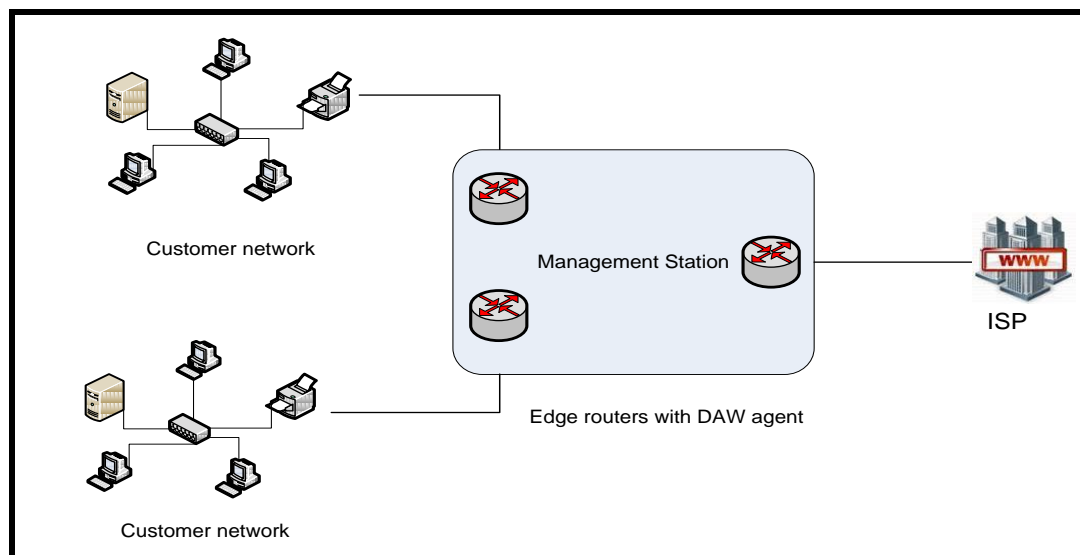 Customer network
Management Station
www
ISP
Edge routers with DAW agent
Customer network